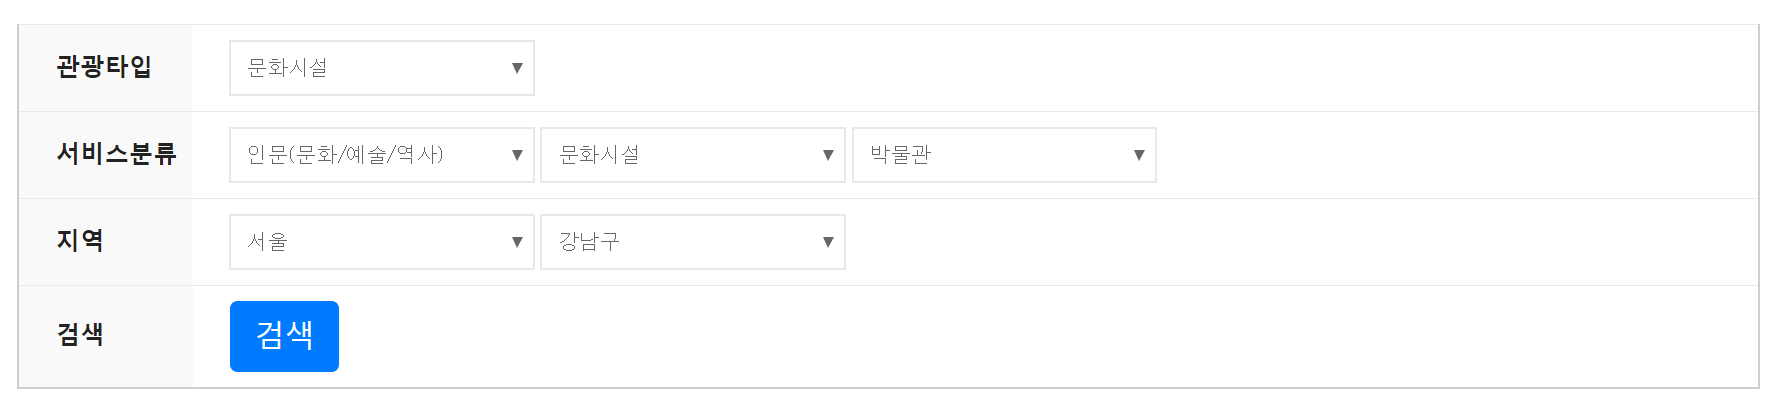 관광타입 문화시설 ▼
서비스분류 인문(문화/예술/역사) ▼ 문화시설 ▼ 박물관 ▼
지역 서울 ▼ 강남구 ▼
검색 검색